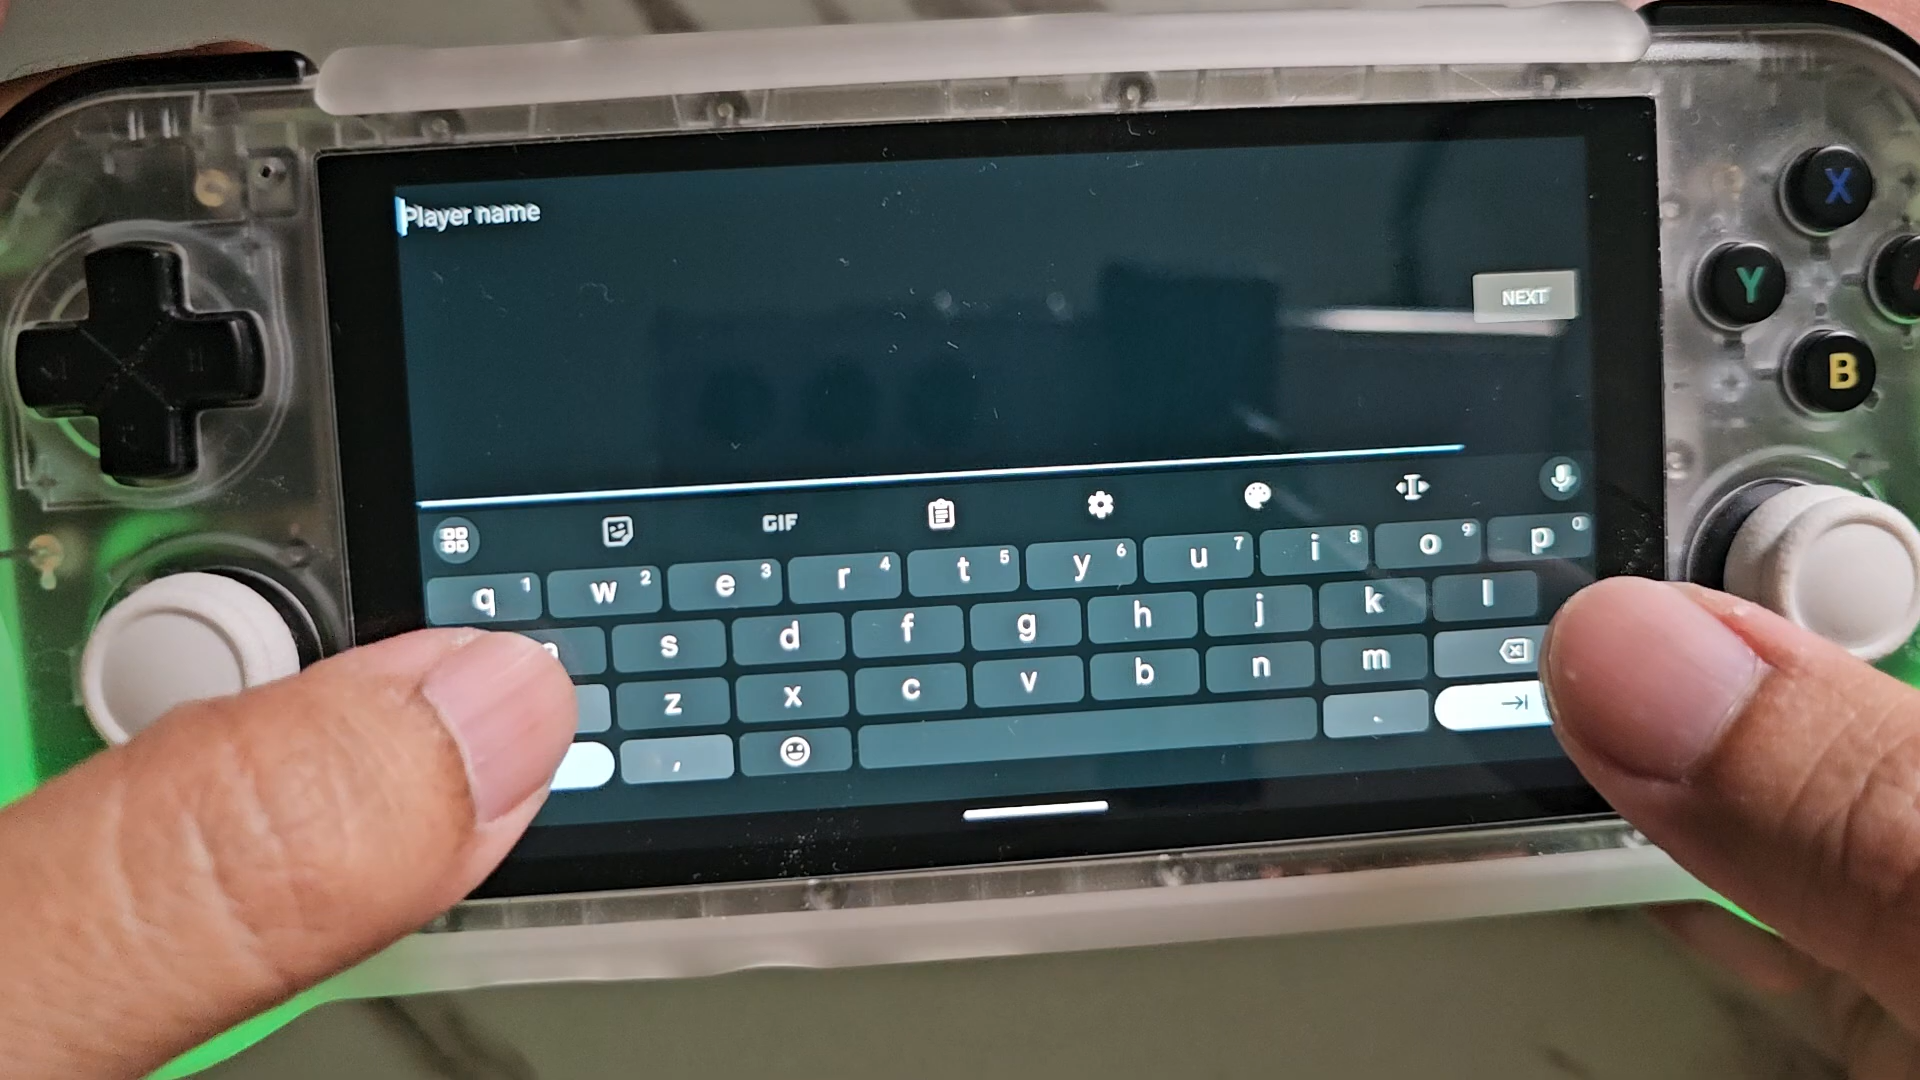 Player name
X
Y
NEXT
B
GIF
q 1 w 2 e 3 r 4 t 5 y 6 u 7 i 8 o 9 p 0
s d f g h j k l
z x c v b n m
, .